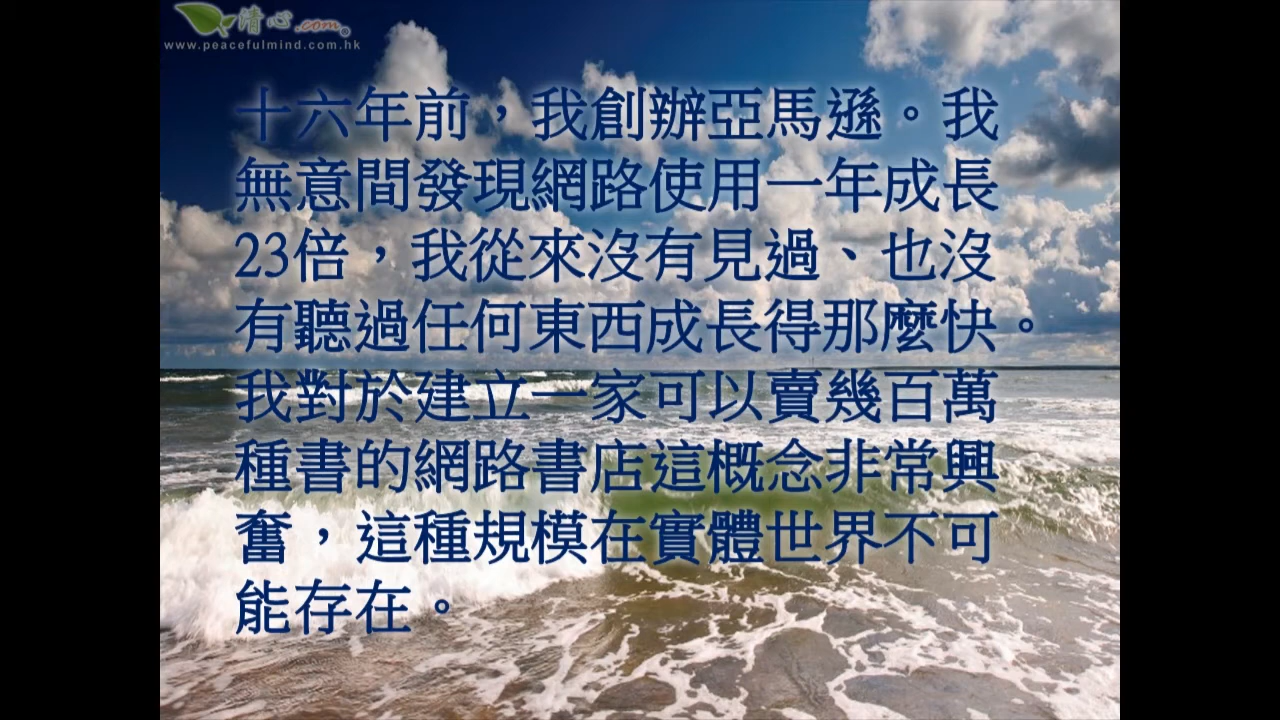 清心.com
www.peacefulmind.com.hk
十六年前，我創辦亞馬遜。我
無意間發現網路使用一年成長
23倍，我從來沒有見過、也沒
有聽過任何東西成長得那麼快。
我對於建立一家可以賣幾百萬
種書的網路書店這概念非常興
奮，這種規模在實體世界不可
能存在。